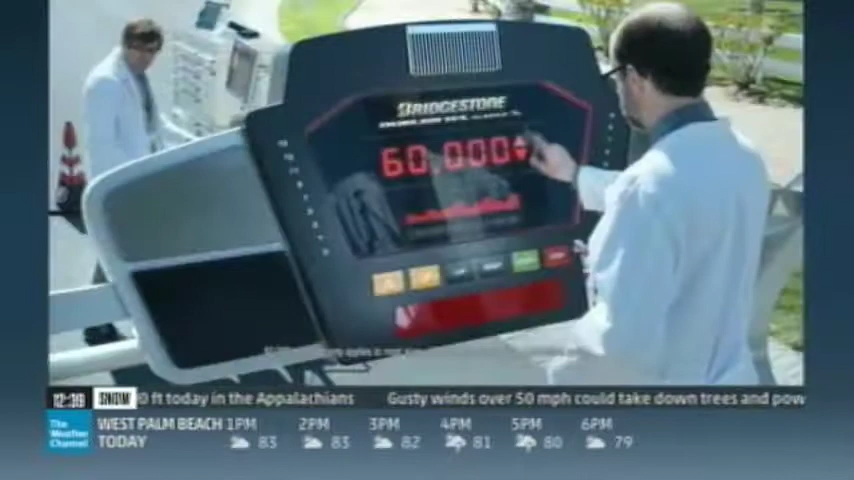 BRIDGESTONE
60,000
12:39 SNOW 0 ft today in the Appalachians Gusty winds over 50 mph could take down trees and pow
The Weather Channel
WEST PALM BEACH 1PM 2PM 3PM 4PM 5PM 6PM
TODAY 83 83 82 81 80 79